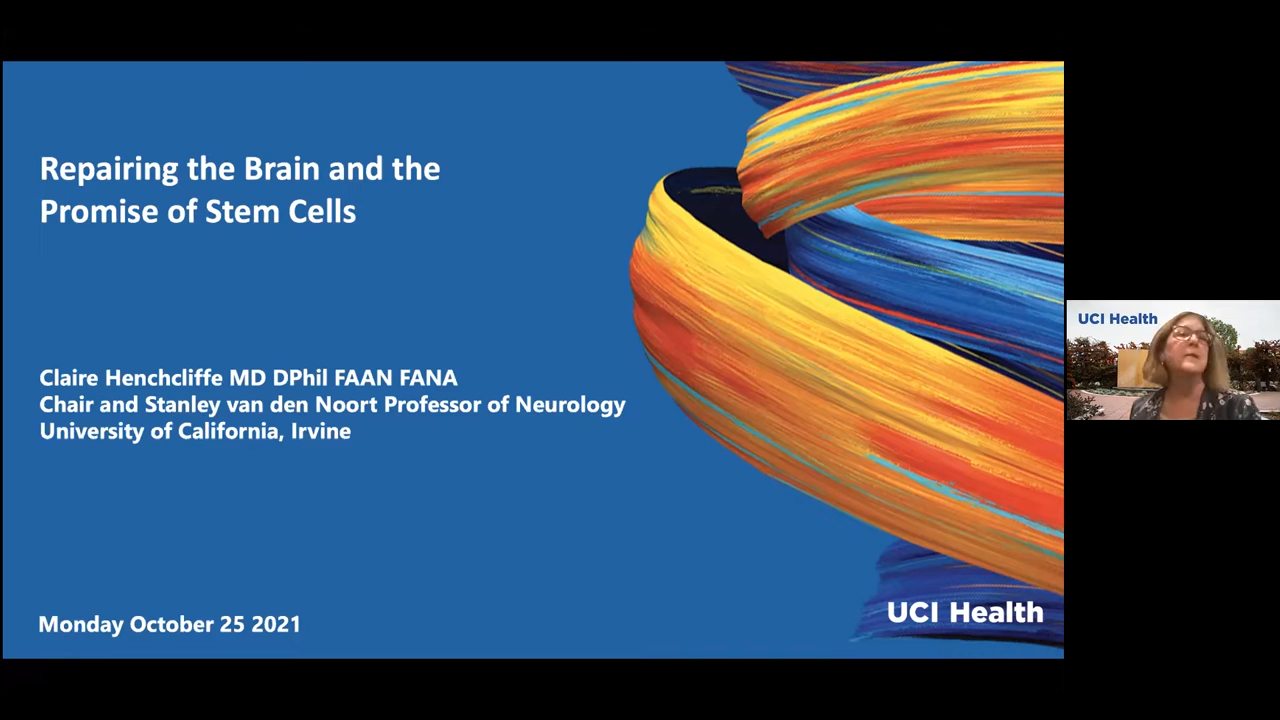 Repairing the Brain and the
Promise of Stem Cells
Claire Henchcliffe MD DPhil FAAN FANA
Chair and Stanley van den Noort Professor of Neurology
University of California, Irvine
Monday October 25 2021
UCI Health
UCI Health